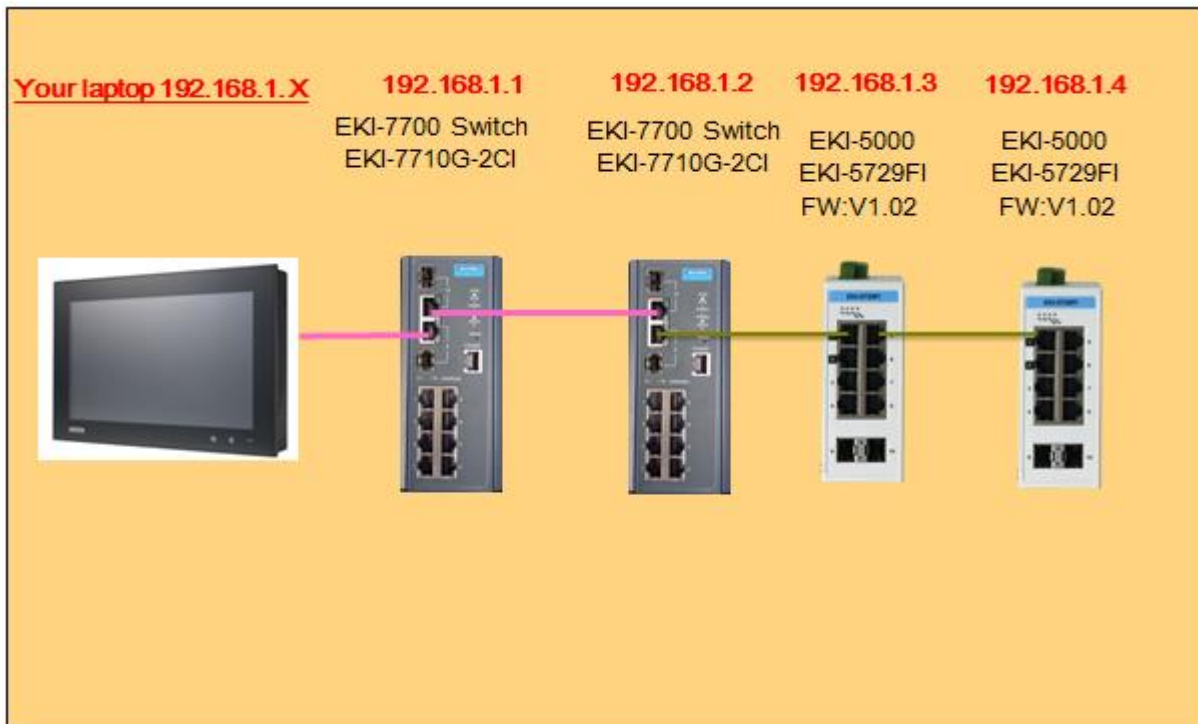 Your laptop 192.168.1.X
192.168.1.1
EKI-7700 Switch
EKI-7710G-2CI
192.168.1.2
EKI-7700 Switch
EKI-7710G-2CI
192.168.1.3
EKI-5000
EKI-5729FI
FW:V1.02
192.168.1.4
EKI-5000
EKI-5729FI
FW:V1.02